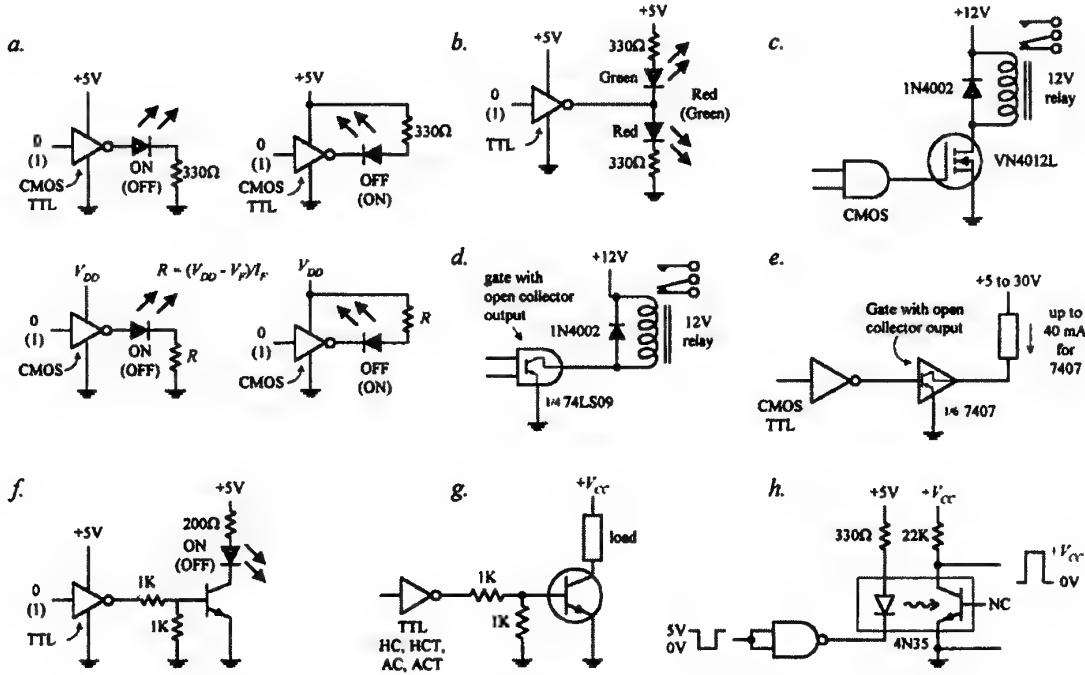 a.
+5V
0
(1)
CMOS
TTL
ON
(OFF)
330Ω
+5V
0
(1)
CMOS
TTL
330Ω
OFF
(ON)
V_DD
R = (V_DD - V_F)/I_F
0
(1)
CMOS
ON
(OFF)
R
V_DD
0
(1)
CMOS
R
OFF
(ON)
b.
+5V
+5V
330Ω
Green
0
(1)
TTL
Red
(Green)
Red
330Ω
c.
+12V
1N4002
12V
relay
VN4012L
CMOS
d.
gate with
open collector
output
+12V
1N4002
12V
relay
1/4 74LS09
e.
+5 to 30V
Gate with open
collector ouput
up to
40 mA
for
7407
CMOS
TTL
1/6 7407
f.
+5V
+5V
200Ω
ON
(OFF)
0
(1)
TTL
1K
1K
g.
+V_CC
load
1K
1K
TTL
HC, HCT,
AC, ACT
h.
+5V
+V_CC
330Ω
22K
+V_CC
0V
NC
5V
0V
4N35